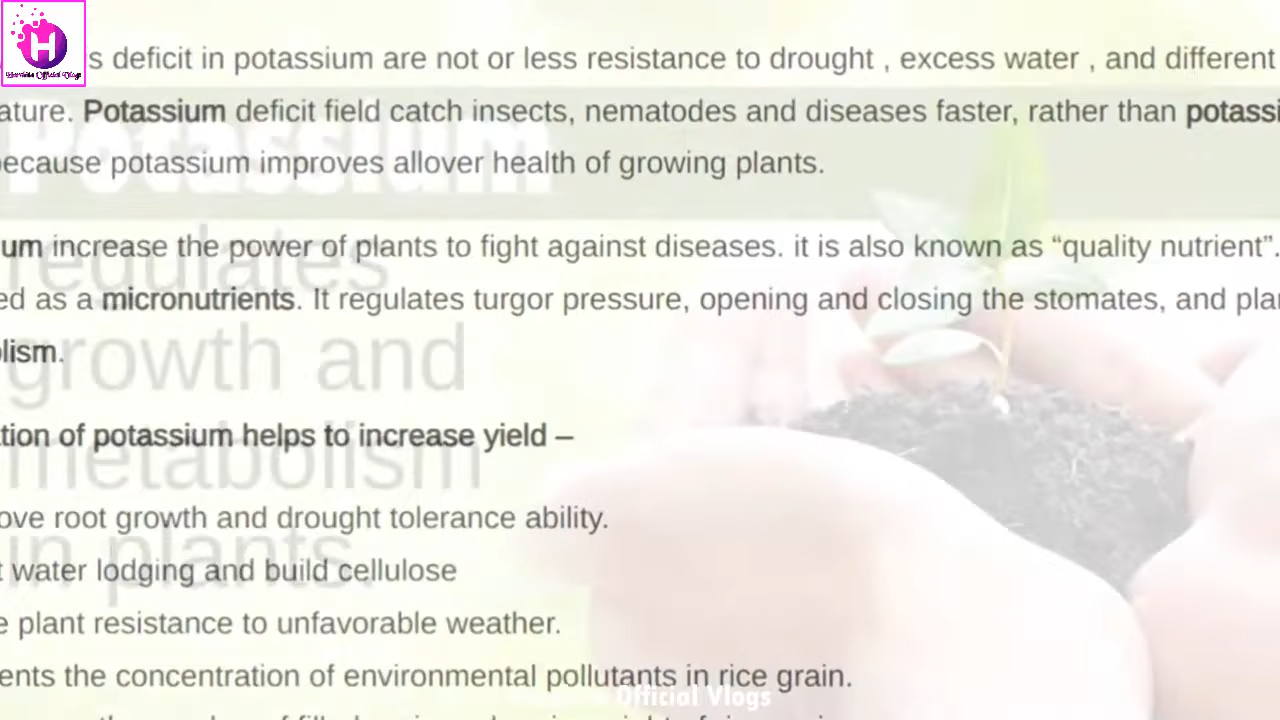 H
s deficit in potassium are not or less resistance to drought , excess water , and different
ature. Potassium deficit field catch insects, nematodes and diseases faster, rather than potassi
Potassium
ecause potassium improves allover health of growing plants.
um increase the power of plants to fight against diseases. it is also known as “quality nutrient”.
regulates
ed as a micronutrients. It regulates turgor pressure, opening and closing the stomates, and pla
olism.
growth and
tion of potassium helps to increase yield –
metabolism
ove root growth and drought tolerance ability.
in plants.
t water lodging and build cellulose
e plant resistance to unfavorable weather.
ents the concentration of environmental pollutants in rice grain.
Official Vlogs